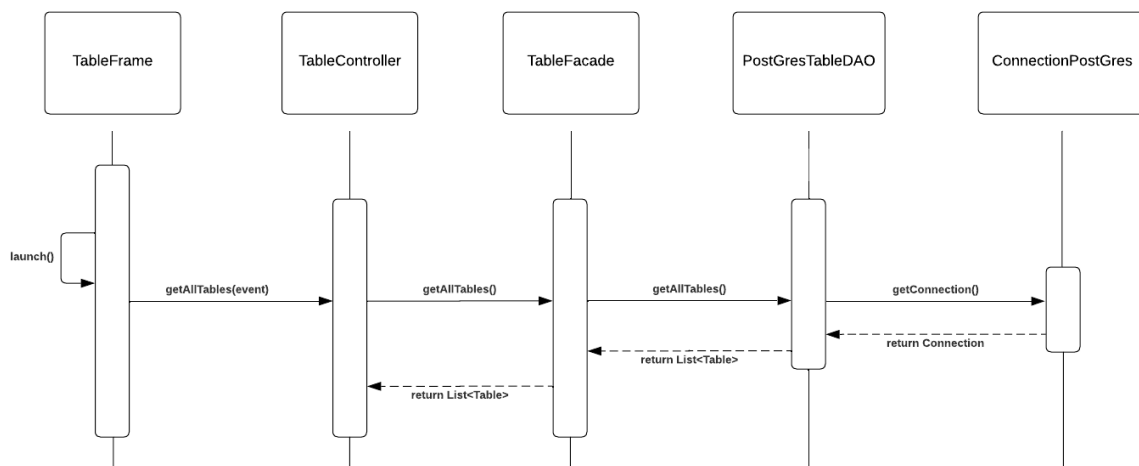 TableFrame
TableController
TableFacade
PostGresTableDAO
ConnectionPostGres
launch()
getAllTables(event)
getAllTables()
getAllTables()
getConnection()
return Connection
return List<Table>
return List<Table>